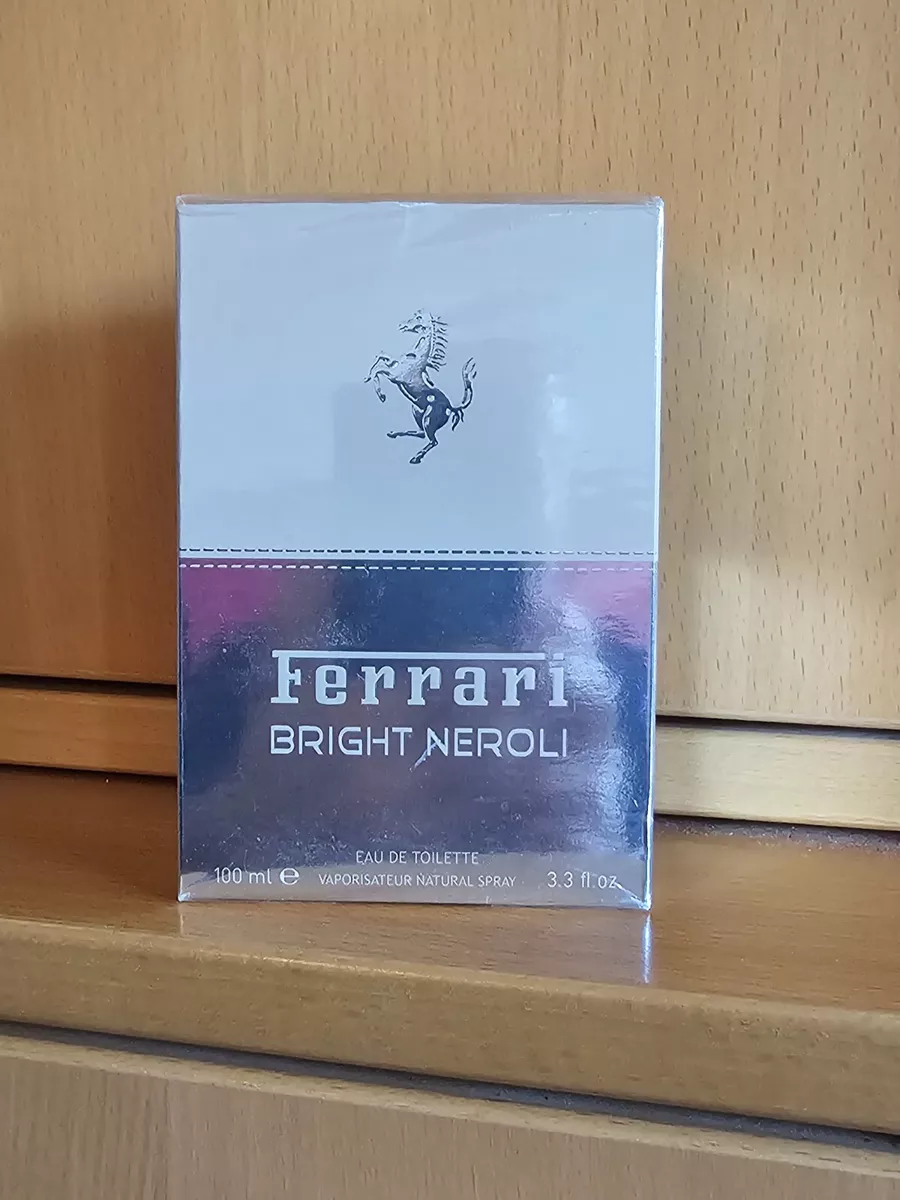 Ferrari
BRIGHT NEROLI
EAU DE TOILETTE
100 ml ℮ VAPORISATEUR NATURAL SPRAY 3.3 fl.oz.